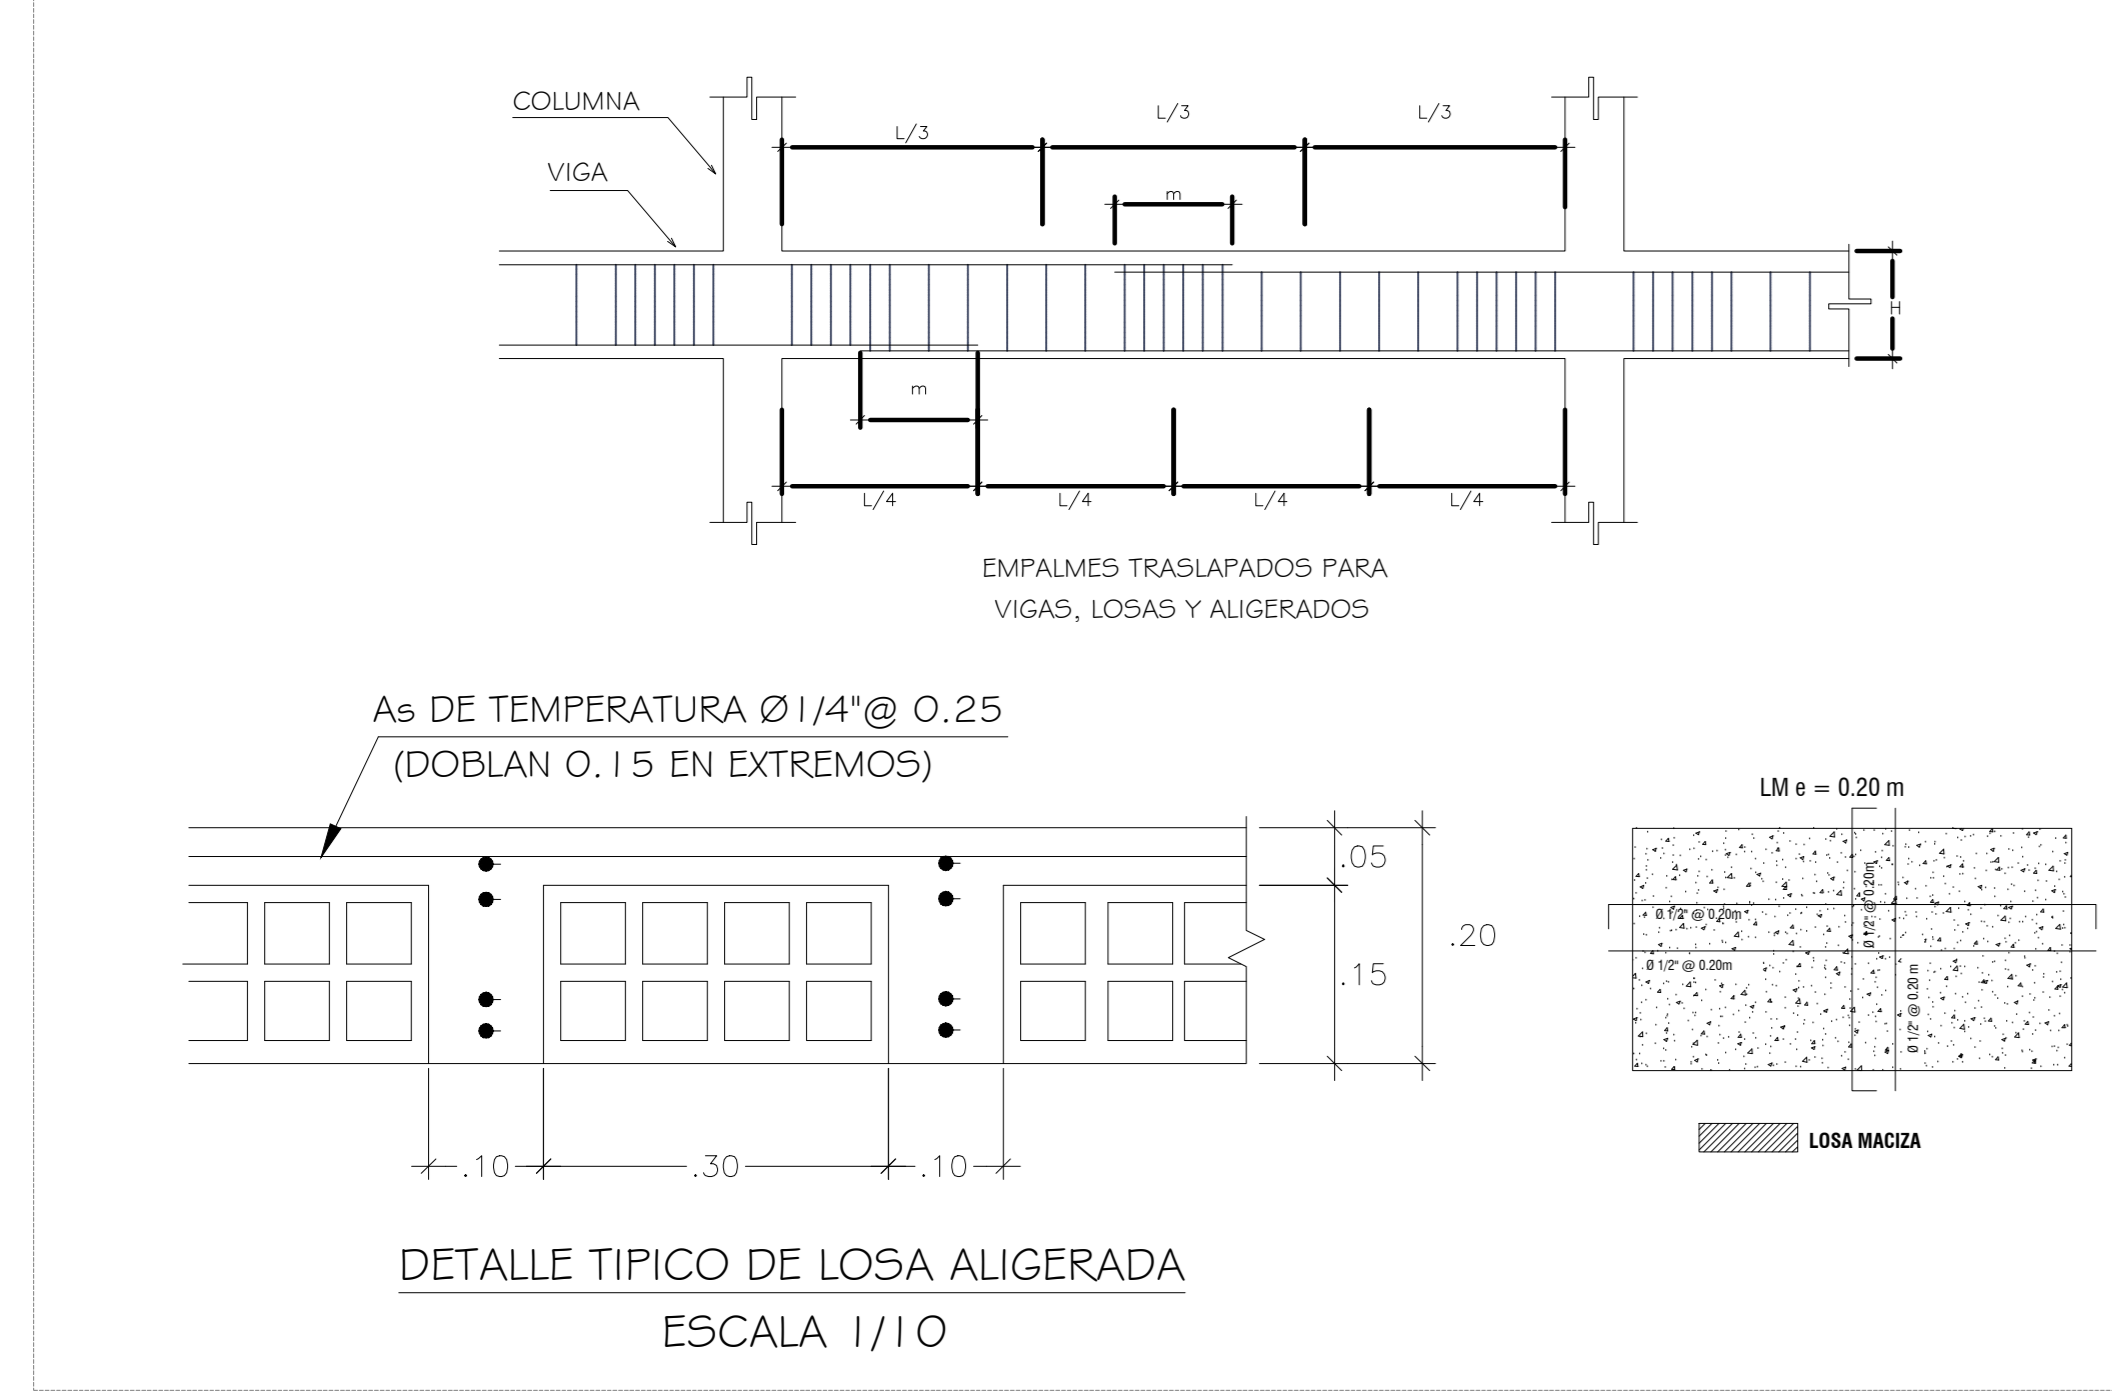 COLUMNA
VIGA
L/3
L/3
L/3
m
H
m
L/4
L/4
L/4
L/4
EMPALMES TRASLAPADOS PARA
VIGAS, LOSAS Y ALIGERADOS
As DE TEMPERATURA Ø1/4"@ 0.25
(DOBLAN 0.15 EN EXTREMOS)
.05
.15
.20
.10
.30
.10
DETALLE TIPICO DE LOSA ALIGERADA
ESCALA 1/10
LM e = 0.20 m
Ø 1/2" @ 0.20m
Ø 1/2" @ 0.20m
Ø 1/2" @ 0.20m
Ø 1/2" @ 0.20 m
LOSA MACIZA